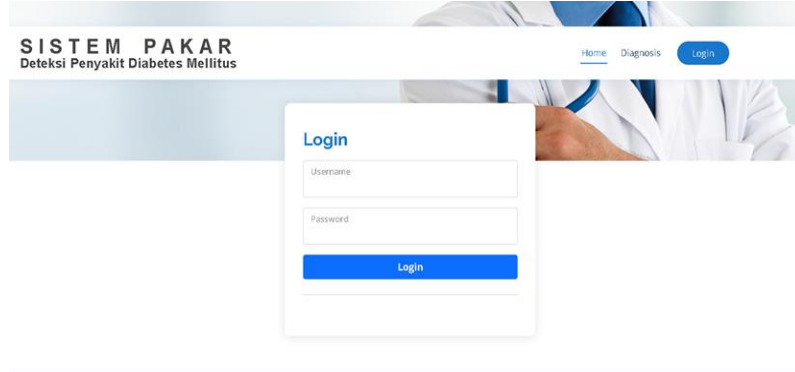 SISTEM PAKAR
Deteksi Penyakit Diabetes Mellitus
Home Diagnosis Login
Login
Username
Password
Login